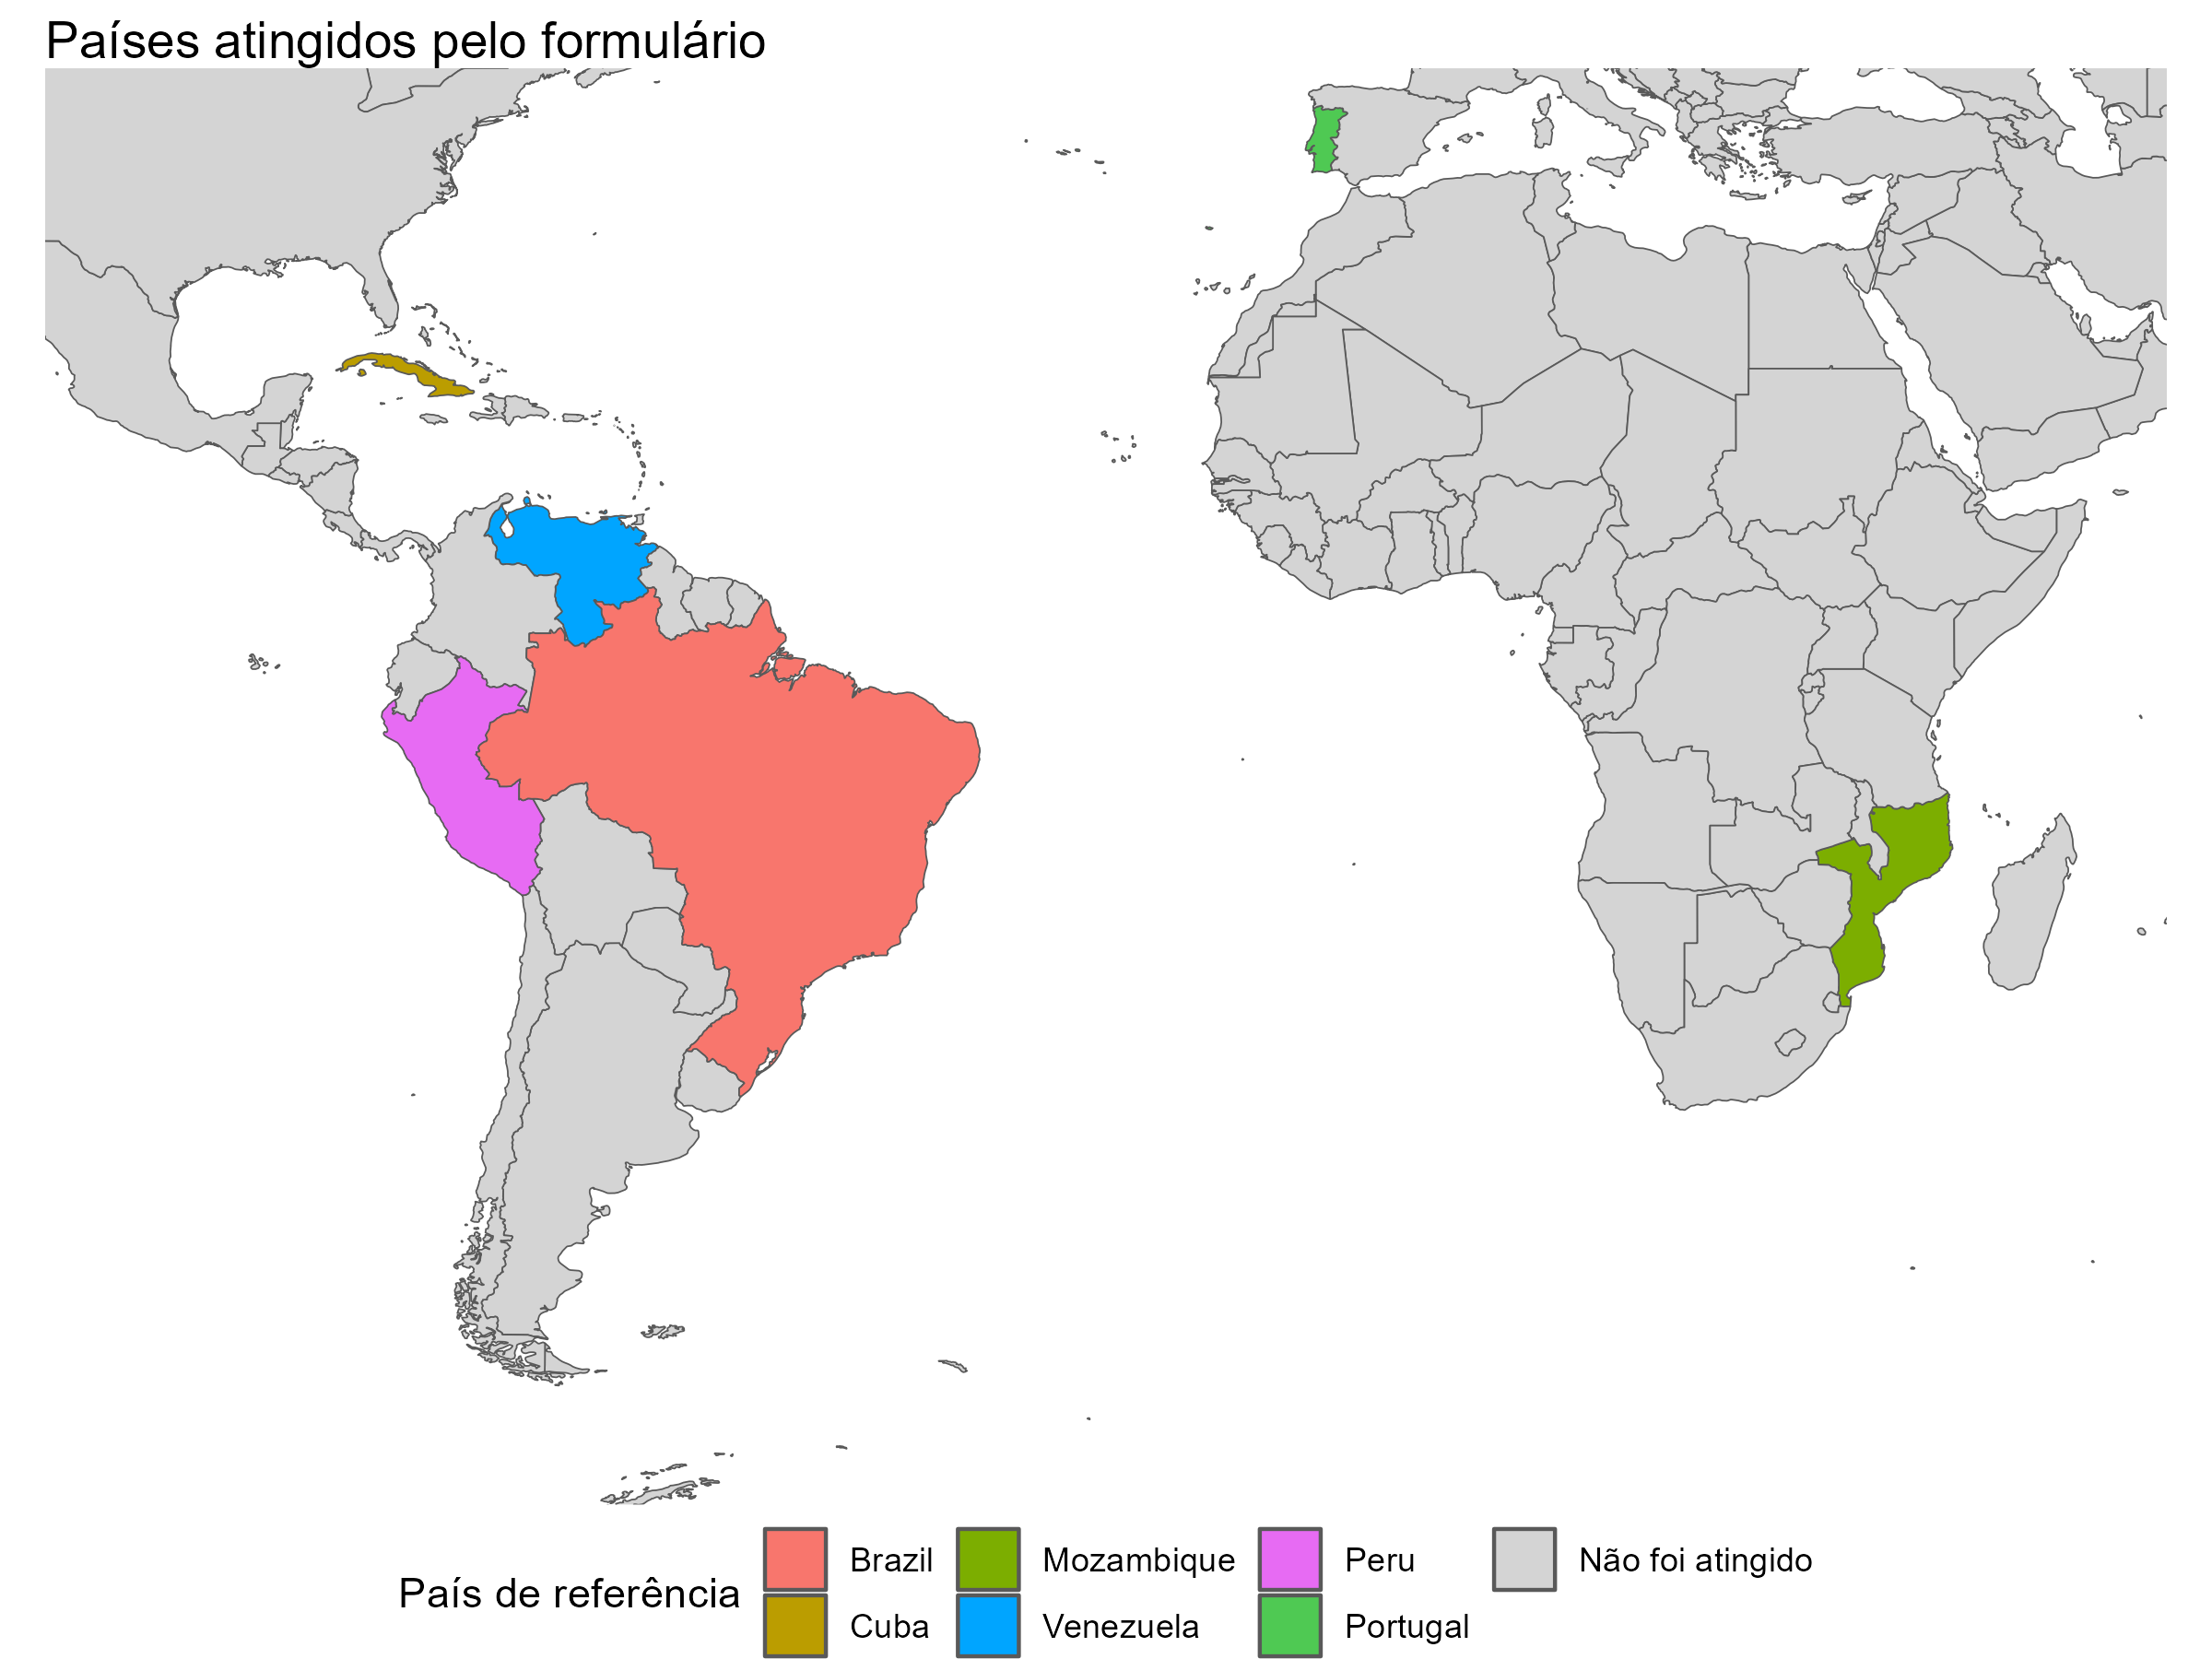 Países atingidos pelo formulário
País de referência
Brazil
Mozambique
Peru
Não foi atingido
Cuba
Venezuela
Portugal